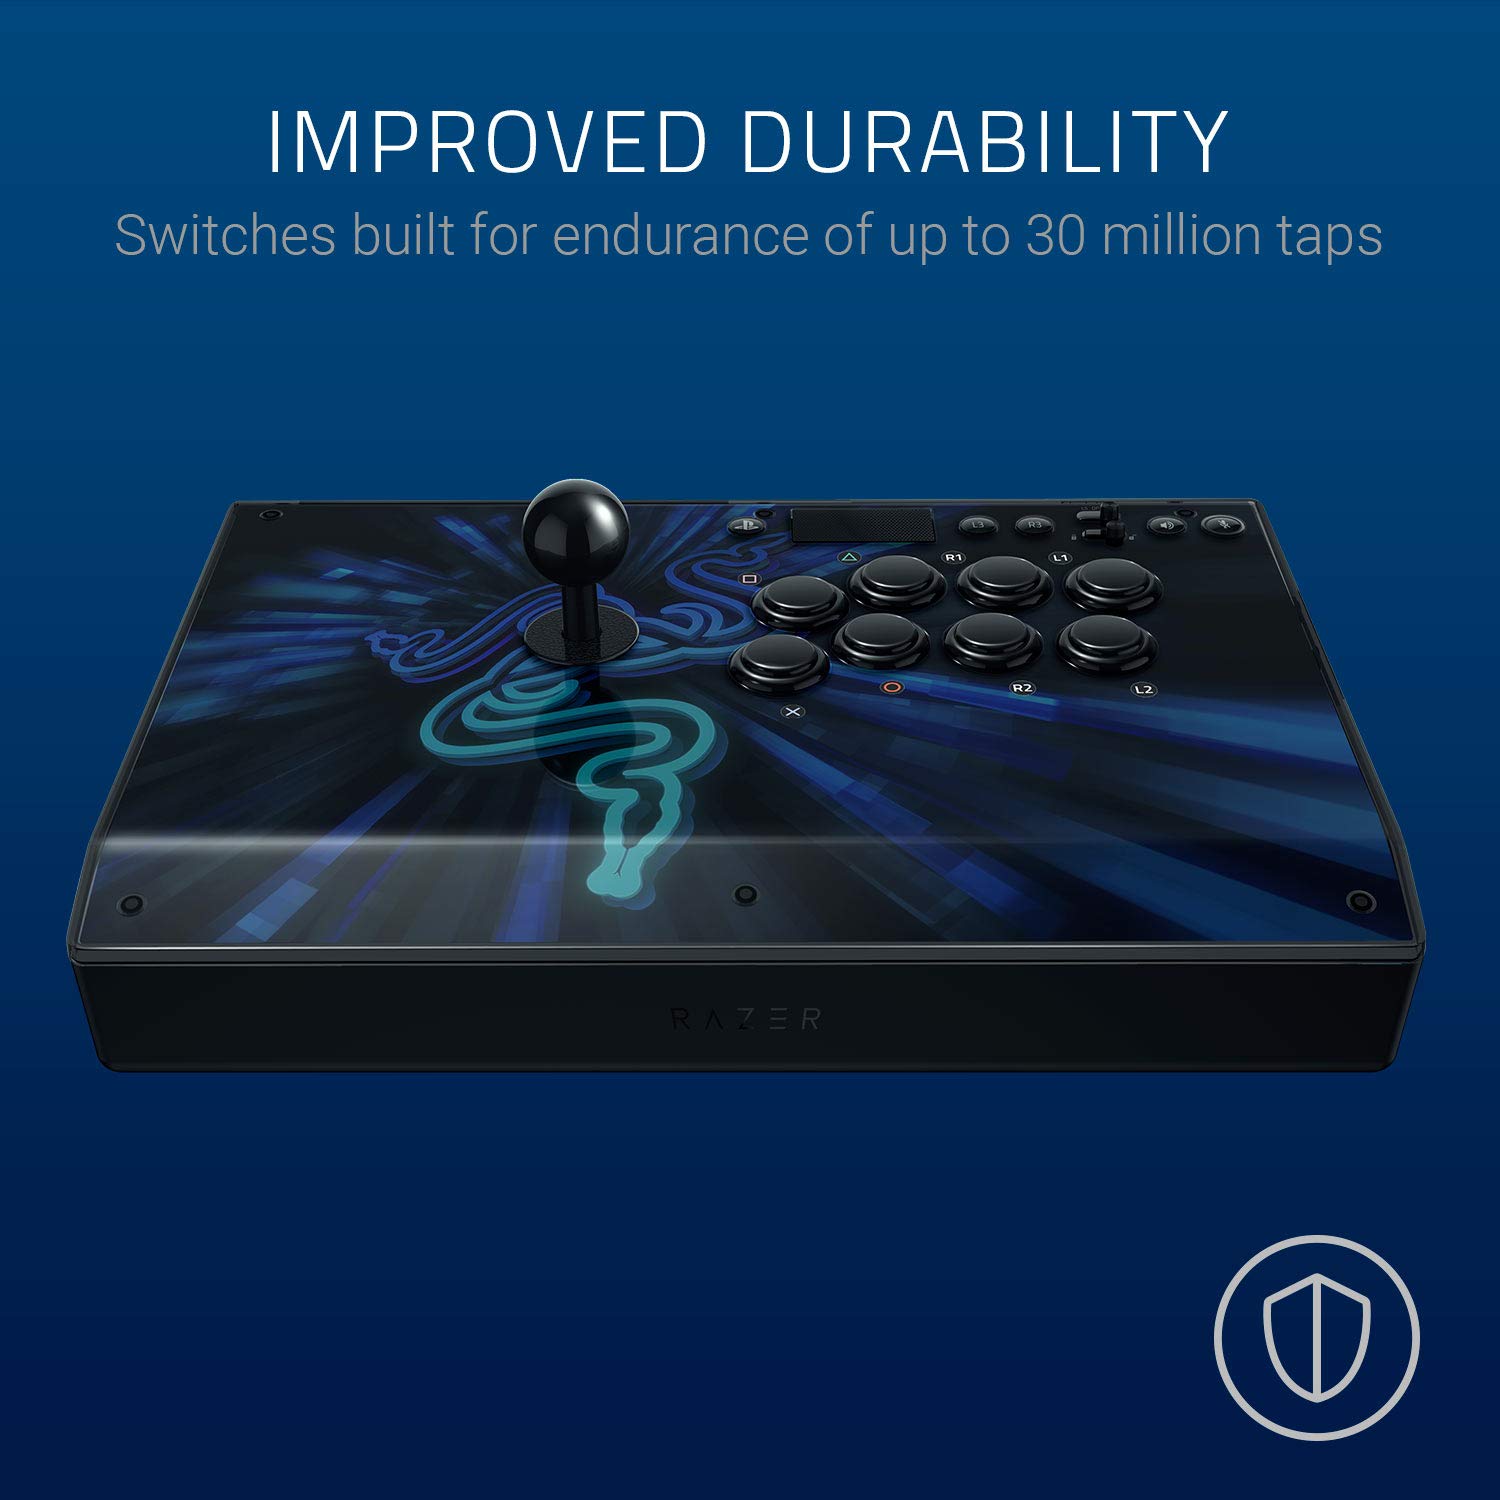 IMPROVED DURABILITY
Switches built for endurance of up to 30 million taps
L3 R3
R1 L1
R2 L2
RAZER